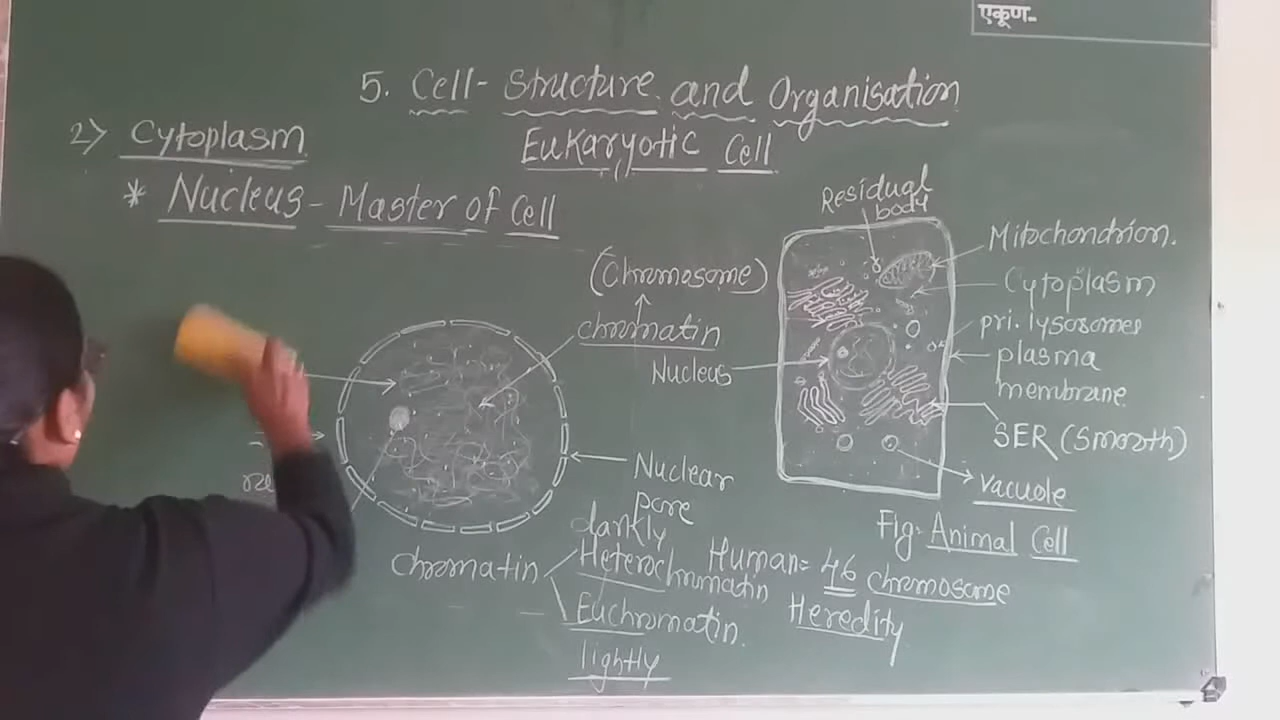 एकूण-
5. Cell- Structure and Organisation
2) Cytoplasm
Eukaryotic Cell
* Nucleus - Master of Cell
Residual
body
Mitochondrion.
(Chromosome)
Cytoplasm
chromatin
pri. lysosomes
Nucleus
plasma
membrane
SER (Smooth)
Nuclear
pore
vacuole
darkly
Fig- Animal Cell
chromatin
Heterochromatin
Human= 46 chromosome
Euchromatin.
Heredity
lightly